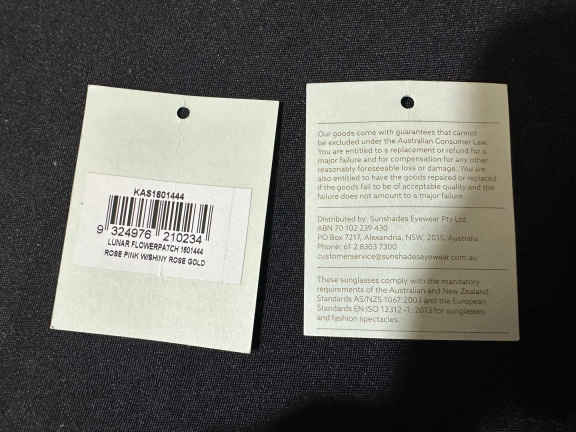 KAS1601444
9 324976 210234
LUNAR FLOWERPATCH 1601444
ROSE PINK W/SHINY ROSE GOLD
Our goods come with guarantees that cannot
be excluded under the Australian Consumer Law.
You are entitled to a replacement or refund for a
major failure and for compensation for any other
reasonably foreseeable loss or damage. You are
also entitled to have the goods repaired or replaced
if the goods fail to be of acceptable quality and the
failure does not amount to a major failure.
Distributed by: Sunshades Eyewear Pty Ltd.
ABN 70 102 239 430
PO Box 7217, Alexandria, NSW, 2015, Australia
Phone: 61 2 8303 7300
customerservice@sunshadeseyewear.com.au
These sunglasses comply with the mandatory
requirements of the Australian and New Zealand
Standards AS/NZS 1067:2003 and the European
Standards EN ISO 12312-1: 2013 for sunglasses
and fashion spectacles.